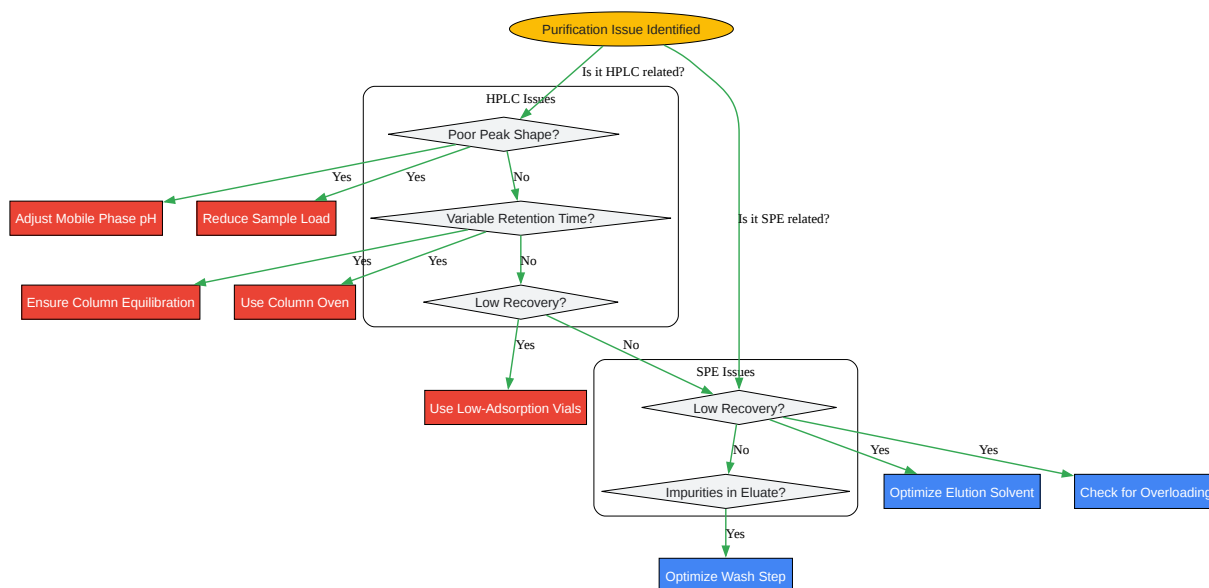 Purification Issue Identified
Is it HPLC related?
HPLC Issues
Poor Peak Shape?
Yes
Yes
No
Adjust Mobile Phase pH
Reduce Sample Load
Variable Retention Time?
Is it SPE related?
Yes
Yes
No
Ensure Column Equilibration
Use Column Oven
Low Recovery?
Yes
No
SPE Issues
Use Low-Adsorption Vials
Low Recovery?
No
Yes
Yes
Impurities in Eluate?
Optimize Elution Solvent
Check for Overloading
Yes
Optimize Wash Step